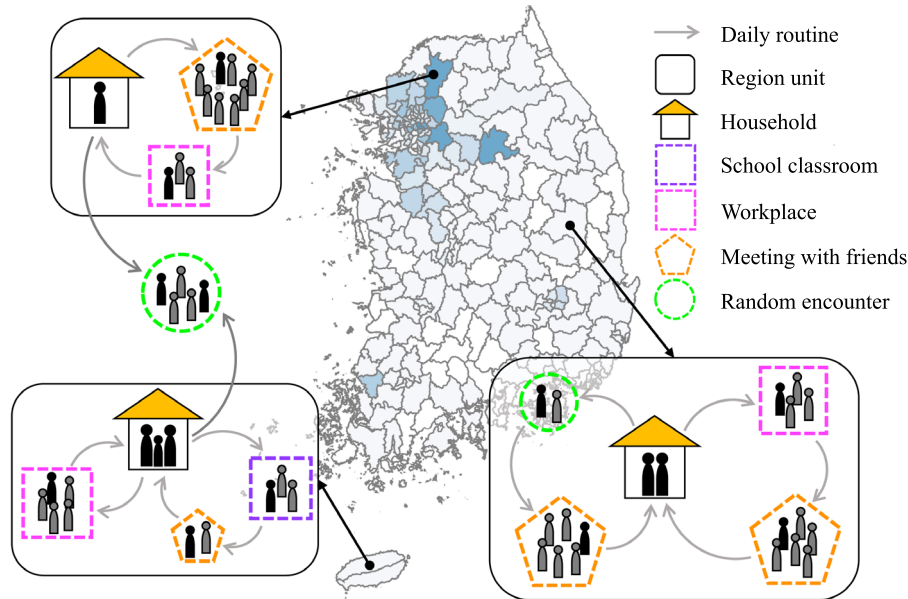 Daily routine
Region unit
Household
School classroom
Workplace
Meeting with friends
Random encounter